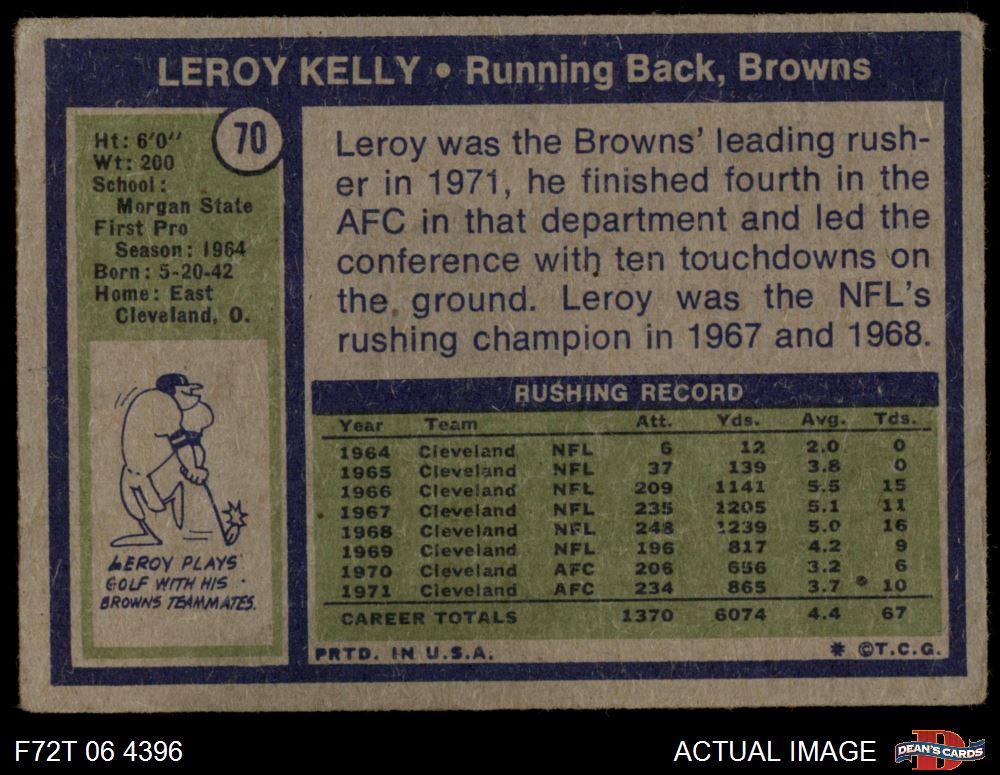 LEROY KELLY • Running Back, Browns
70
Ht: 6'0"
Wt: 200
School:
Morgan State
First Pro
Season: 1964
Born: 5-20-42
Home: East
Cleveland, O.
LEROY PLAYS
GOLF WITH HIS
BROWNS TEAMMATES.
Leroy was the Browns' leading rush-
er in 1971, he finished fourth in the
AFC in that department and led the
conference with ten touchdowns on
the ground. Leroy was the NFL's
rushing champion in 1967 and 1968.
RUSHING RECORD
Year Team Att. Yds. Avg. Tds.
1964 Cleveland NFL 6 12 2.0 0
1965 Cleveland NFL 37 139 3.8 0
1966 Cleveland NFL 209 1141 5.5 15
1967 Cleveland NFL 235 1205 5.1 11
1968 Cleveland NFL 248 1239 5.0 16
1969 Cleveland NFL 196 817 4.2 9
1970 Cleveland AFC 206 656 3.2 6
1971 Cleveland AFC 234 865 3.7 10
CAREER TOTALS 1370 6074 4.4 67
PRTD. IN U.S.A.
* ©T.C.G.
F72T 06 4396
ACTUAL IMAGE
DEAN'S CARDS